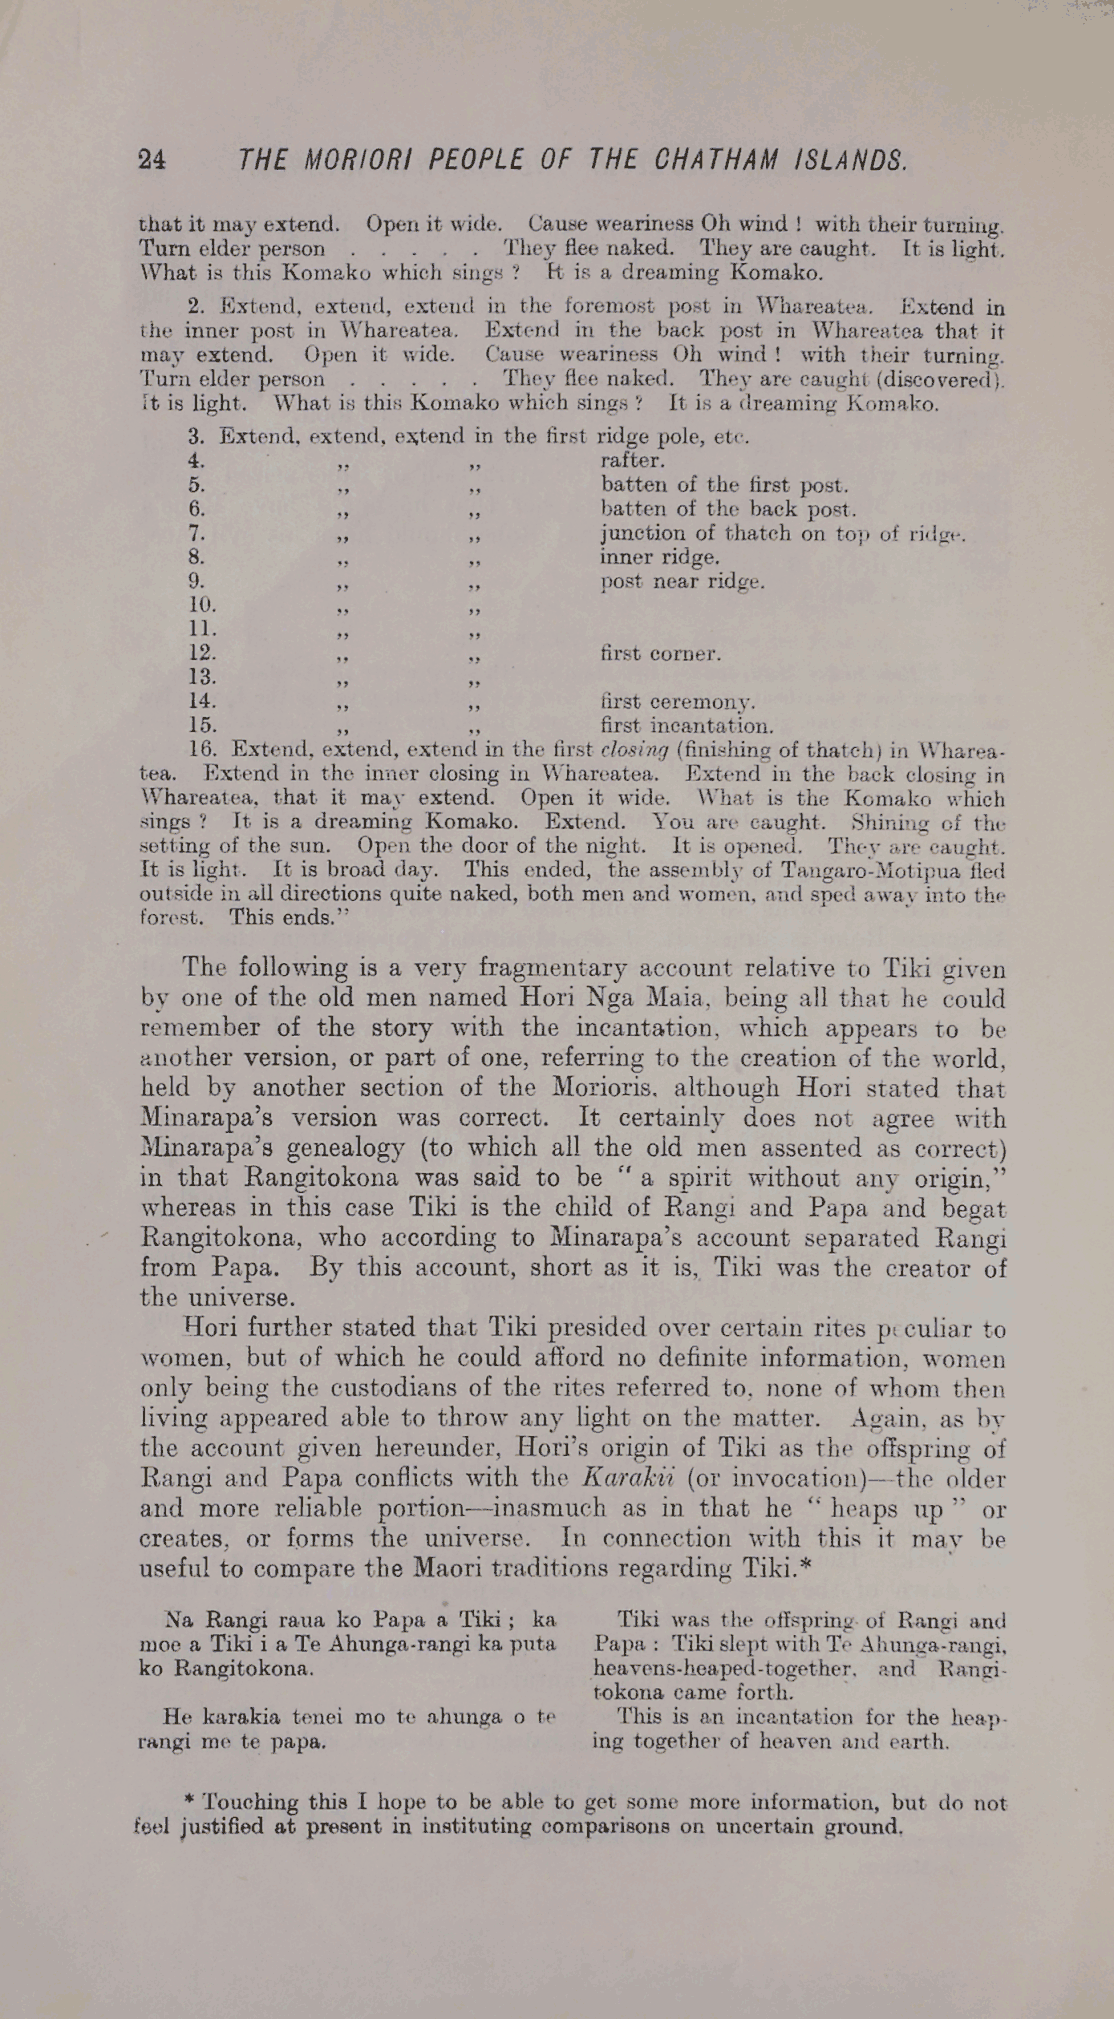 24 THE MORIORI PEOPLE OF THE CHATHAM ISLANDS.
that it may extend. Open it wide. Cause weariness Oh wind ! with their turning.
Turn elder person . . . . . They flee naked. They are caught. It is light.
What is this Komako which sings ? It is a dreaming Komako.
2. Extend, extend, extend in the foremost post in Whareatea. Extend in
the inner post in Whareatea. Extend in the back post in Whareatea that it
may extend. Open it wide. Cause weariness Oh wind ! with their turning.
Turn elder person . . . . . They flee naked. They are caught (discovered).
It is light. What is this Komako which sings ? It is a dreaming Komako.
3. Extend, extend, extend in the first ridge pole, etc.
4. ,, ,, rafter.
5. ,, ,, batten of the first post.
6. ,, ,, batten of the back post.
7. ,, ,, junction of thatch on top of ridge.
8. ,, ,, inner ridge.
9. ,, ,, post near ridge.
10. ,, ,,
11. ,, ,,
12. ,, ,, first corner.
13. ,, ,,
14. ,, ,, first ceremony.
15. ,, ,, first incantation.
16. Extend, extend, extend in the first closing (finishing of thatch) in Wharea-
tea. Extend in the inner closing in Whareatea. Extend in the back closing in
Whareatea, that it may extend. Open it wide. What is the Komako which
sings ? It is a dreaming Komako. Extend. You are caught. Shining of the
setting of the sun. Open the door of the night. It is opened. They are caught.
It is light. It is broad day. This ended, the assembly of Tangaro-Motipua fled
outside in all directions quite naked, both men and women, and sped away into the
forest. This ends."
The following is a very fragmentary account relative to Tiki given
by one of the old men named Hori Nga Maia, being all that he could
remember of the story with the incantation, which appears to be
another version, or part of one, referring to the creation of the world,
held by another section of the Morioris, although Hori stated that
Minarapa's version was correct. It certainly does not agree with
Minarapa's genealogy (to which all the old men assented as correct)
in that Rangitokona was said to be "a spirit without any origin,"
whereas in this case Tiki is the child of Rangi and Papa and begat
Rangitokona, who according to Minarapa's account separated Rangi
from Papa. By this account, short as it is, Tiki was the creator of
the universe.
Hori further stated that Tiki presided over certain rites peculiar to
women, but of which he could afford no definite information, women
only being the custodians of the rites referred to, none of whom then
living appeared able to throw any light on the matter. Again, as by
the account given hereunder, Hori's origin of Tiki as the offspring of
Rangi and Papa conflicts with the Karakii (or invocation)—the older
and more reliable portion—inasmuch as in that he "heaps up" or
creates, or forms the universe. In connection with this it may be
useful to compare the Maori traditions regarding Tiki.*
Na Rangi raua ko Papa a Tiki ; ka
moe a Tiki i a Te Ahunga-rangi ka puta
ko Rangitokona.
He karakia tenei mo te ahunga o te
rangi me te papa.
Tiki was the offspring of Rangi and
Papa : Tiki slept with Te Ahunga-rangi,
heavens-heaped-together, and Rangi-
tokona came forth.
This is an incantation for the heap-
ing together of heaven and earth.
* Touching this I hope to be able to get some more information, but do not
feel justified at present in instituting comparisons on uncertain ground.